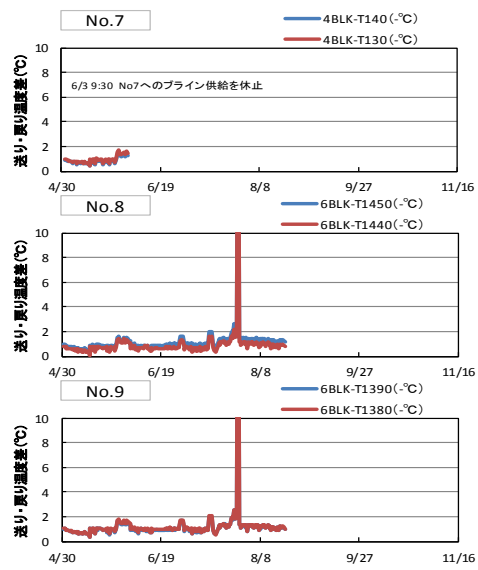 No.7
4BLK-T140(-℃)
4BLK-T130(-℃)
送り・戻り温度差(℃)
10
8
6
4
2
0
6/3 9:30 No7へのブライン供給を休止
4/30 6/19 8/8 9/27 11/16
No.8
6BLK-T1450(-℃)
6BLK-T1440(-℃)
送り・戻り温度差(℃)
10
8
6
4
2
0
4/30 6/19 8/8 9/27 11/16
No.9
6BLK-T1390(-℃)
6BLK-T1380(-℃)
送り・戻り温度差(℃)
10
8
6
4
2
0
4/30 6/19 8/8 9/27 11/16